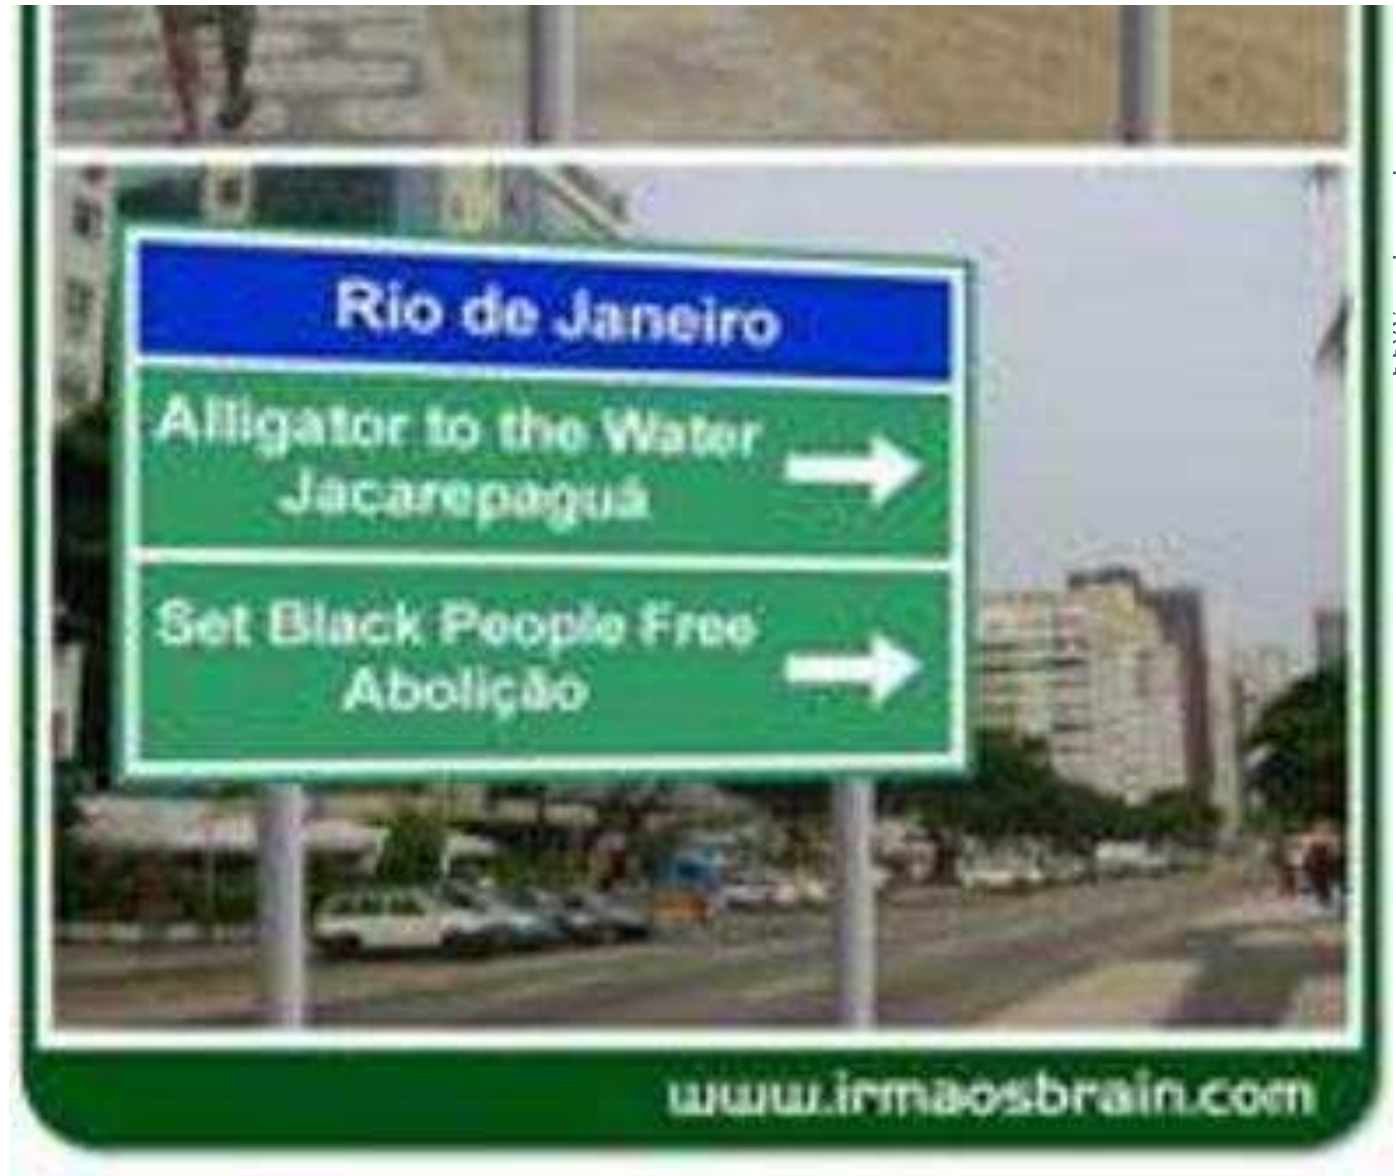 Rio de Janeiro
Alligator to the Water
Jacarepaguá
Set Black People Free
Abolição
www.irmaosbrain.com